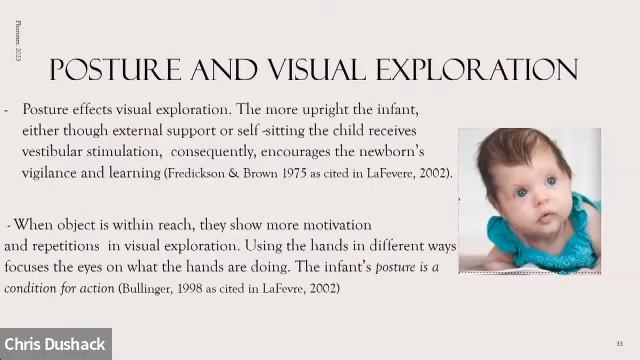 POSTURE AND VISUAL EXPLORATION
- Posture effects visual exploration. The more upright the infant,
either though external support or self -sitting the child receives
vestibular stimulation, consequently, encourages the newborn's
vigilance and learning (Fredickson & Brown 1975 as cited in LaFevere, 2002).
- When object is within reach, they show more motivation
and repetitions in visual exploration. Using the hands in different ways
focuses the eyes on what the hands are doing. The infant's posture is a
condition for action (Bullinger, 1998 as cited in LaFevre, 2002)
Chris Dushack
35